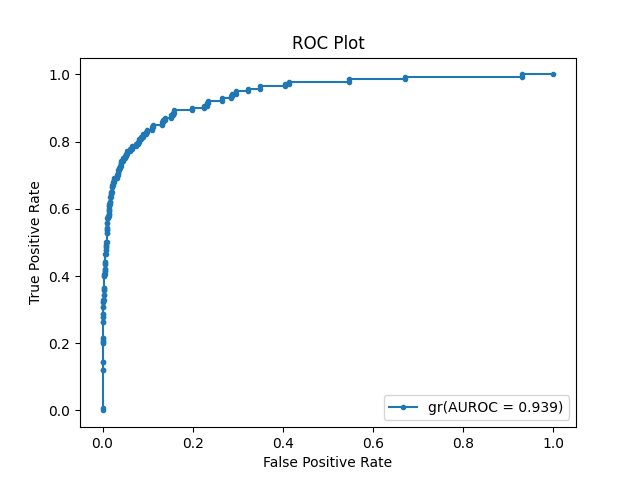 ROC Plot
True Positive Rate
1.0
0.8
0.6
0.4
0.2
0.0
gr(AUROC = 0.939)
0.0 0.2 0.4 0.6 0.8 1.0
False Positive Rate